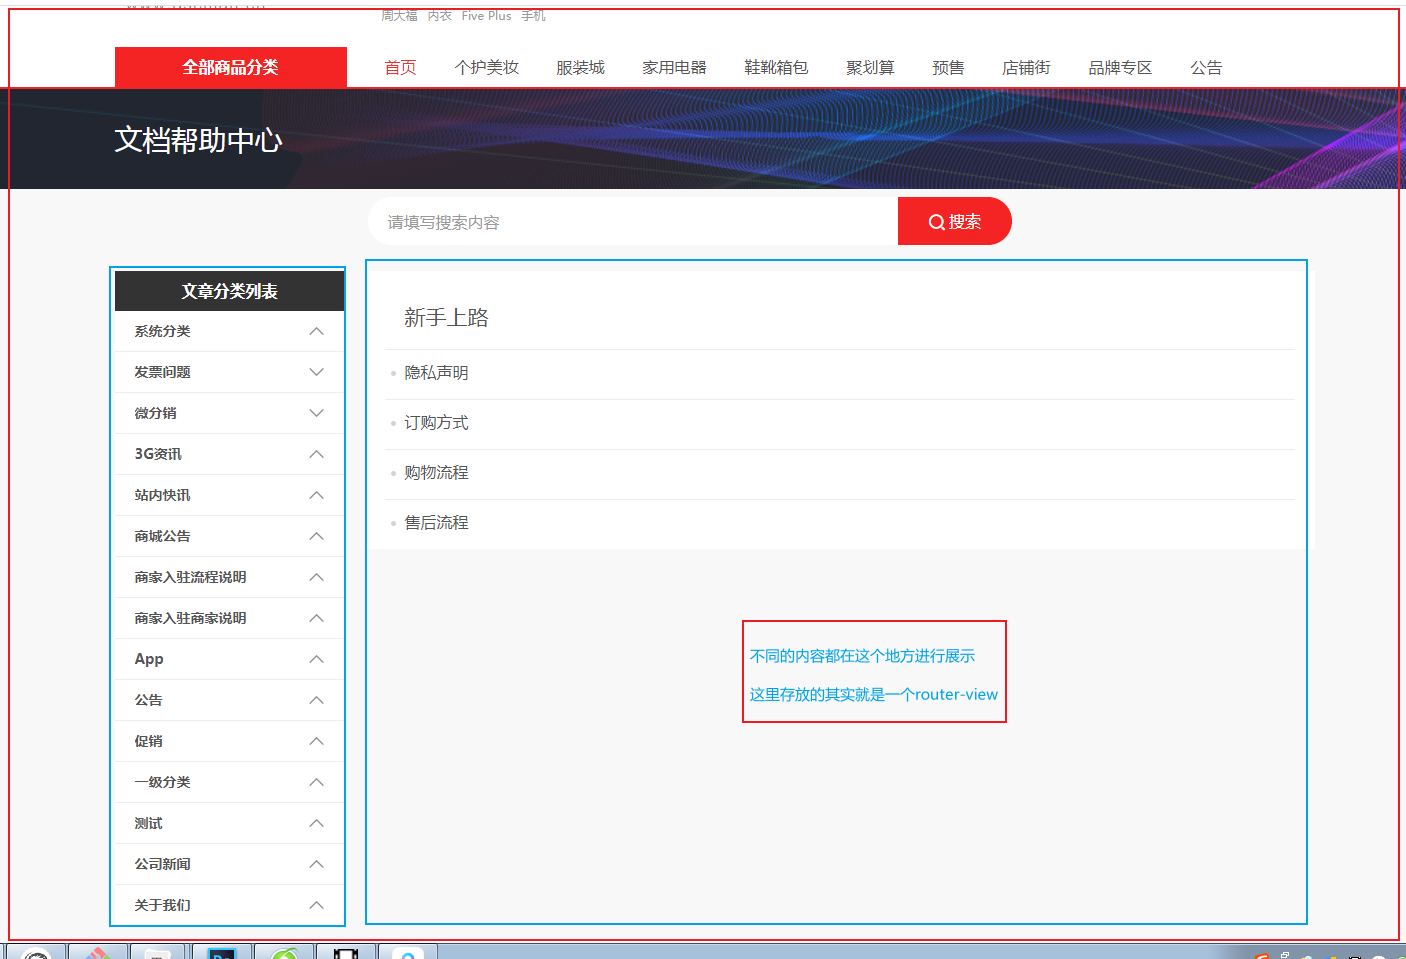 周大福 内衣 Five Plus 手机
全部商品分类 首页 个护美妆 服装城 家用电器 鞋靴箱包 聚划算 预售 店铺街 品牌专区 公告
文档帮助中心
请填写搜索内容 搜索
文章分类列表
系统分类
发票问题
微分销
3G资讯
站内快讯
商城公告
商家入驻流程说明
商家入驻商家说明
App
公告
促销
一级分类
测试
公司新闻
关于我们
新手上路
隐私声明
订购方式
购物流程
售后流程
不同的内容都在这个地方进行展示
这里存放的其实就是一个router-view